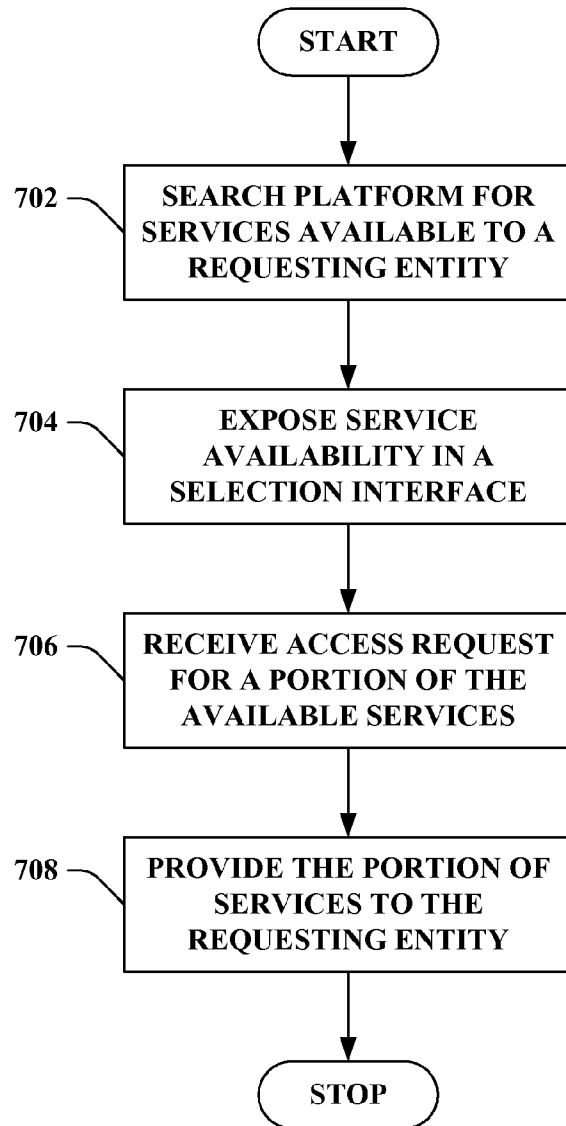 START
702
SEARCH PLATFORM FOR
SERVICES AVAILABLE TO A
REQUESTING ENTITY
704
EXPOSE SERVICE
AVAILABILITY IN A
SELECTION INTERFACE
706
RECEIVE ACCESS REQUEST
FOR A PORTION OF THE
AVAILABLE SERVICES
708
PROVIDE THE PORTION OF
SERVICES TO THE
REQUESTING ENTITY
STOP